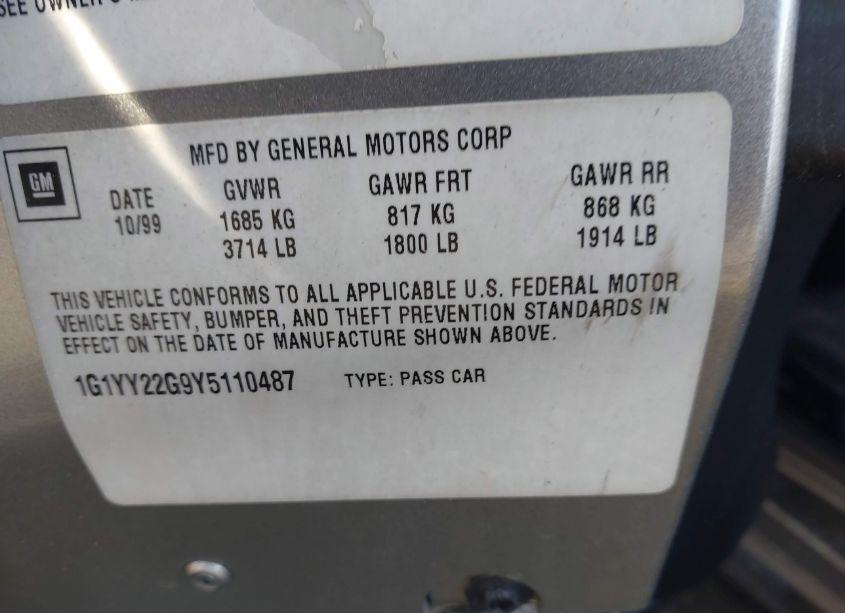 SEE OWNER'S
MFD BY GENERAL MOTORS CORP
GM
DATE GVWR GAWR FRT GAWR RR
10/99 1685 KG 817 KG 868 KG
3714 LB 1800 LB 1914 LB
THIS VEHICLE CONFORMS TO ALL APPLICABLE U.S. FEDERAL MOTOR
VEHICLE SAFETY, BUMPER, AND THEFT PREVENTION STANDARDS IN
EFFECT ON THE DATE OF MANUFACTURE SHOWN ABOVE.
1G1YY22G9Y5110487 TYPE: PASS CAR